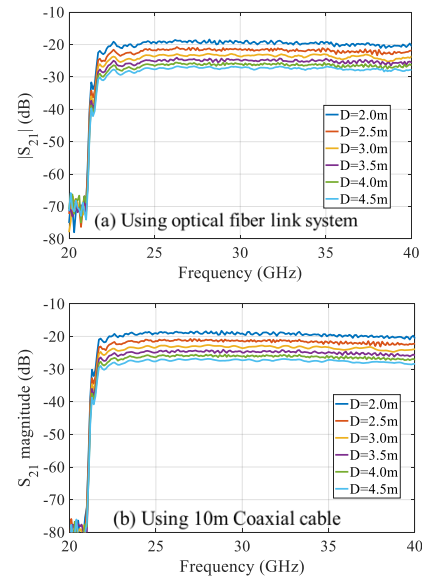 -10
-20
-30
-40
-50
-60
-70
-80
|S21| (dB)
D=2.0m
D=2.5m
D=3.0m
D=3.5m
D=4.0m
D=4.5m
(a) Using optical fiber link system
20 25 30 35 40
Frequency (GHz)
-10
-20
-30
-40
-50
-60
-70
-80
S21 magnitude (dB)
D=2.0m
D=2.5m
D=3.0m
D=3.5m
D=4.0m
D=4.5m
(b) Using 10m Coaxial cable
20 25 30 35 40
Frequency (GHz)